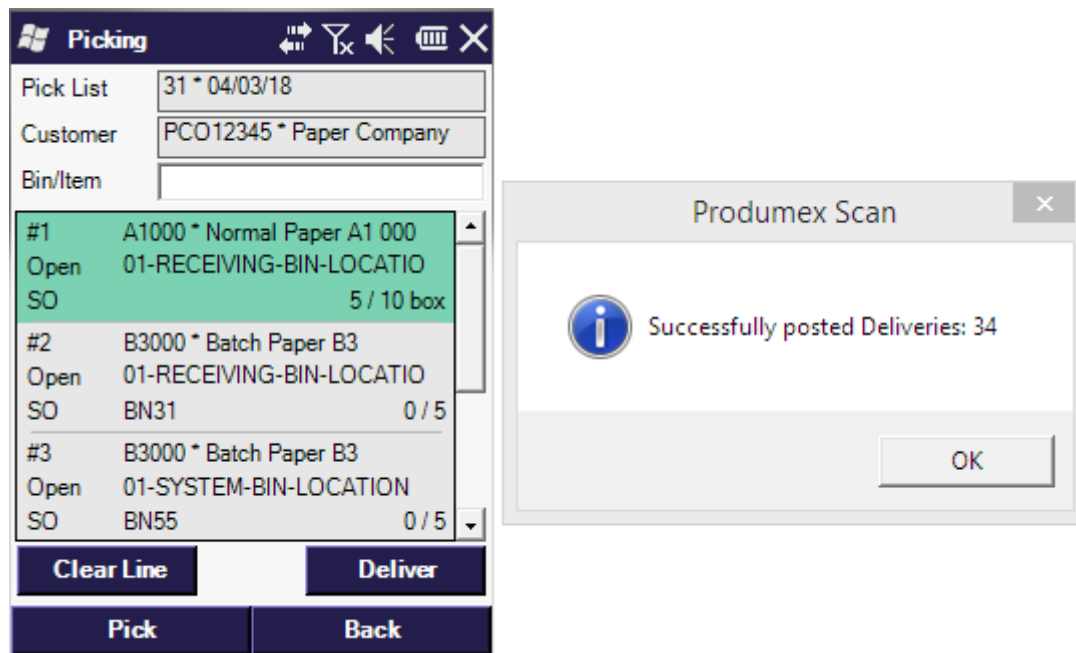 Picking
Pick List 31 * 04/03/18
Customer PCO12345 * Paper Company
Bin/Item
#1 A1000 * Normal Paper A1 000
Open 01-RECEIVING-BIN-LOCATIO
SO 5 / 10 box
#2 B3000 * Batch Paper B3
Open 01-RECEIVING-BIN-LOCATIO
SO BN31 0 / 5
#3 B3000 * Batch Paper B3
Open 01-SYSTEM-BIN-LOCATION
SO BN55 0 / 5
Clear Line Deliver
Pick Back
Produmex Scan
Successfully posted Deliveries: 34
OK